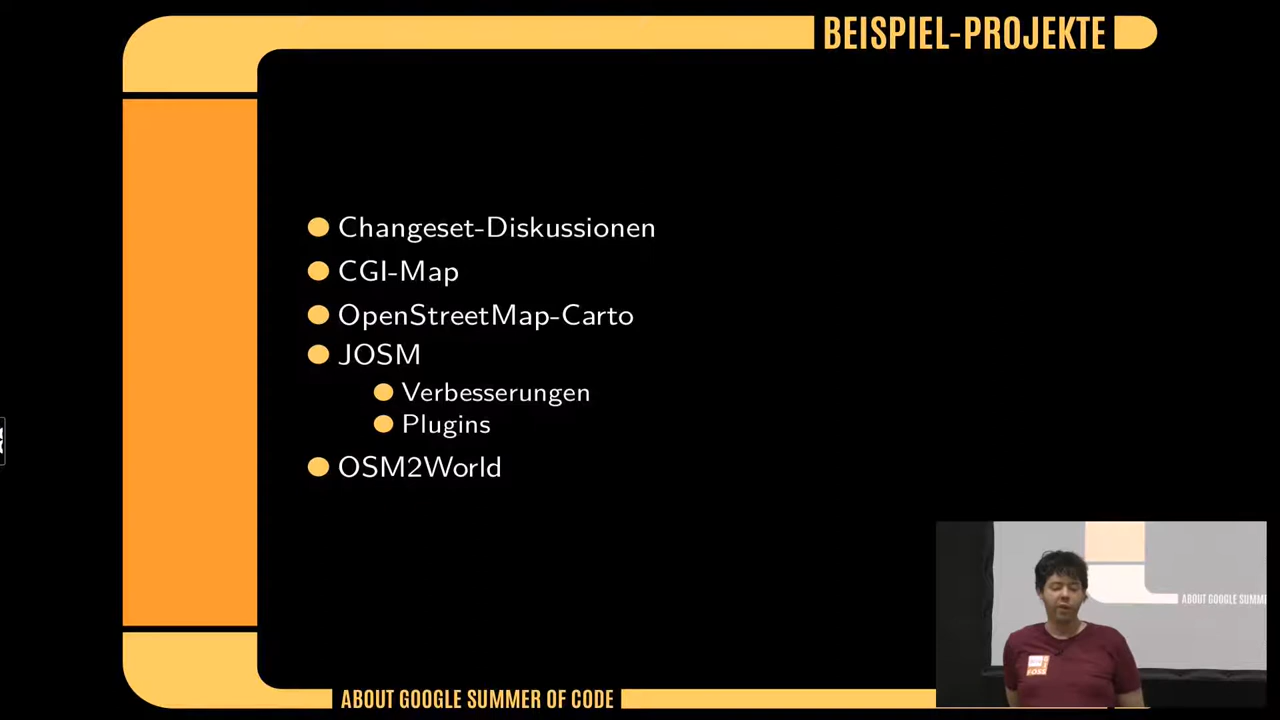 BEISPIEL-PROJEKTE
Changeset-Diskussionen
CGI-Map
OpenStreetMap-Carto
JOSM
Verbesserungen
Plugins
OSM2World
ABOUT GOOGLE SUMMER OF CODE
ABOUT GOOGLE SUMME